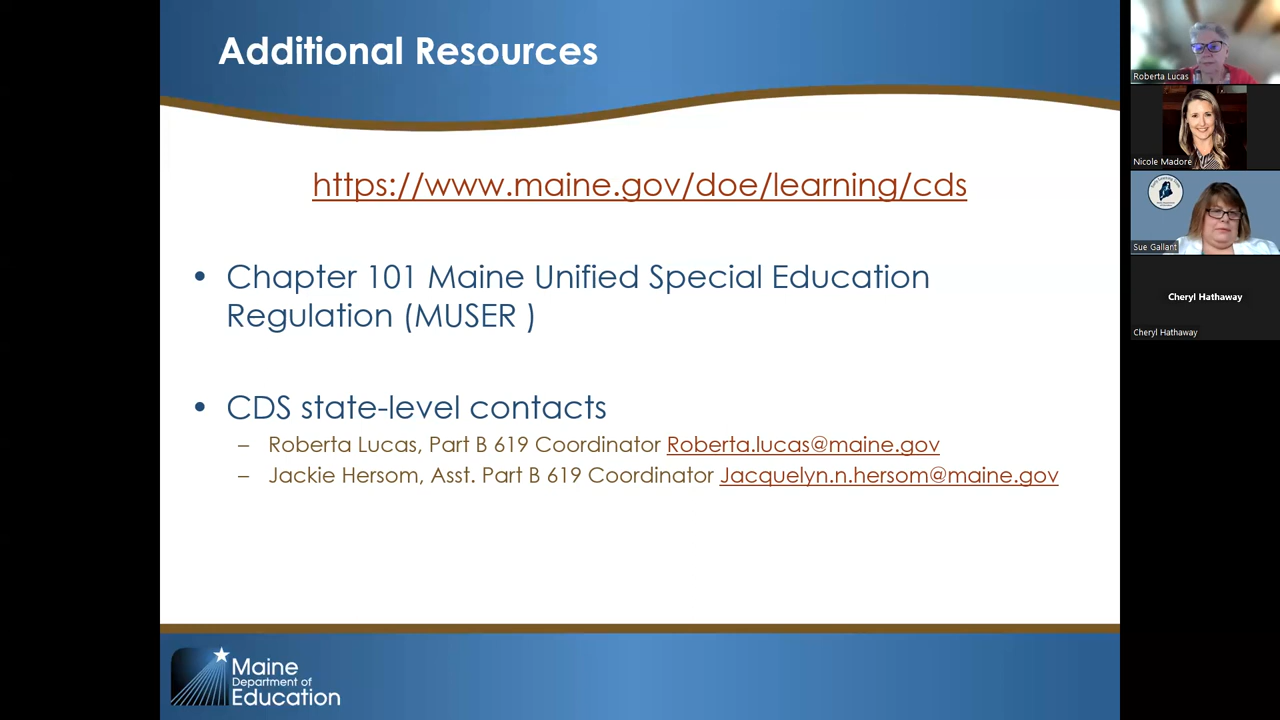 Additional Resources
https://www.maine.gov/doe/learning/cds
• Chapter 101 Maine Unified Special Education
Regulation (MUSER )
• CDS state-level contacts
– Roberta Lucas, Part B 619 Coordinator Roberta.lucas@maine.gov
– Jackie Hersom, Asst. Part B 619 Coordinator Jacquelyn.n.hersom@maine.gov
Maine
Department of
Education
Roberta Lucas
Nicole Madore
Sue Gallant
Cheryl Hathaway
Cheryl Hathaway